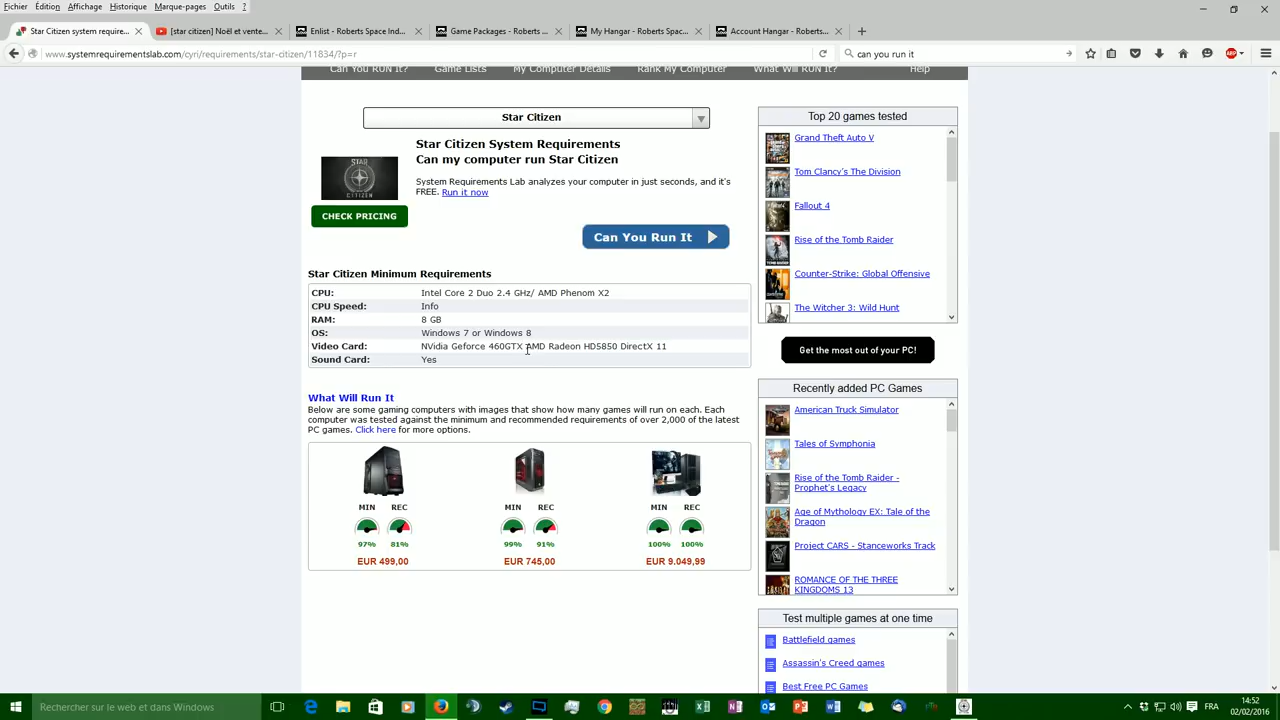 Fichier Édition Affichage Historique Marque-pages Outils ?
Star Citizen system require... [star citizen] Noël et vente... Enlist - Roberts Space Ind... Game Packages - Roberts ... My Hangar - Roberts Spac... Account Hangar - Roberts...
www.systemrequirementslab.com/cyri/requirements/star-citizen/11834/?p=r can you run it
Can You RUN It? Game Lists My Computer Details Rank My Computer What Will RUN It? Help
Star Citizen
Star Citizen System Requirements
Can my computer run Star Citizen
STAR
CITIZEN
System Requirements Lab analyzes your computer in just seconds, and it's
FREE. Run it now
CHECK PRICING
Can You Run It
Star Citizen Minimum Requirements
CPU: Intel Core 2 Duo 2.4 GHz/ AMD Phenom X2
CPU Speed: Info
RAM: 8 GB
OS: Windows 7 or Windows 8
Video Card: NVidia Geforce 460GTX AMD Radeon HD5850 DirectX 11
Sound Card: Yes
What Will Run It
Below are some gaming computers with images that show how many games will run on each. Each
computer was tested against the minimum and recommended requirements of over 2,000 of the latest
PC games. Click here for more options.
MIN REC MIN REC MIN REC
97% 81% 99% 91% 100% 100%
EUR 499,00 EUR 745,00 EUR 9.049,99
Top 20 games tested
Grand Theft Auto V
Tom Clancy's The Division
Fallout 4
Rise of the Tomb Raider
Counter-Strike: Global Offensive
The Witcher 3: Wild Hunt
Get the most out of your PC!
Recently added PC Games
American Truck Simulator
Tales of Symphonia
Rise of the Tomb Raider -
Prophet's Legacy
Age of Mythology EX: Tale of the
Dragon
Project CARS - Stanceworks Track
ROMANCE OF THE THREE
KINGDOMS 13
Test multiple games at one time
Battlefield games
Assassin's Creed games
Best Free PC Games
Rechercher sur le web et dans Windows
FRA
14:52
02/02/2016